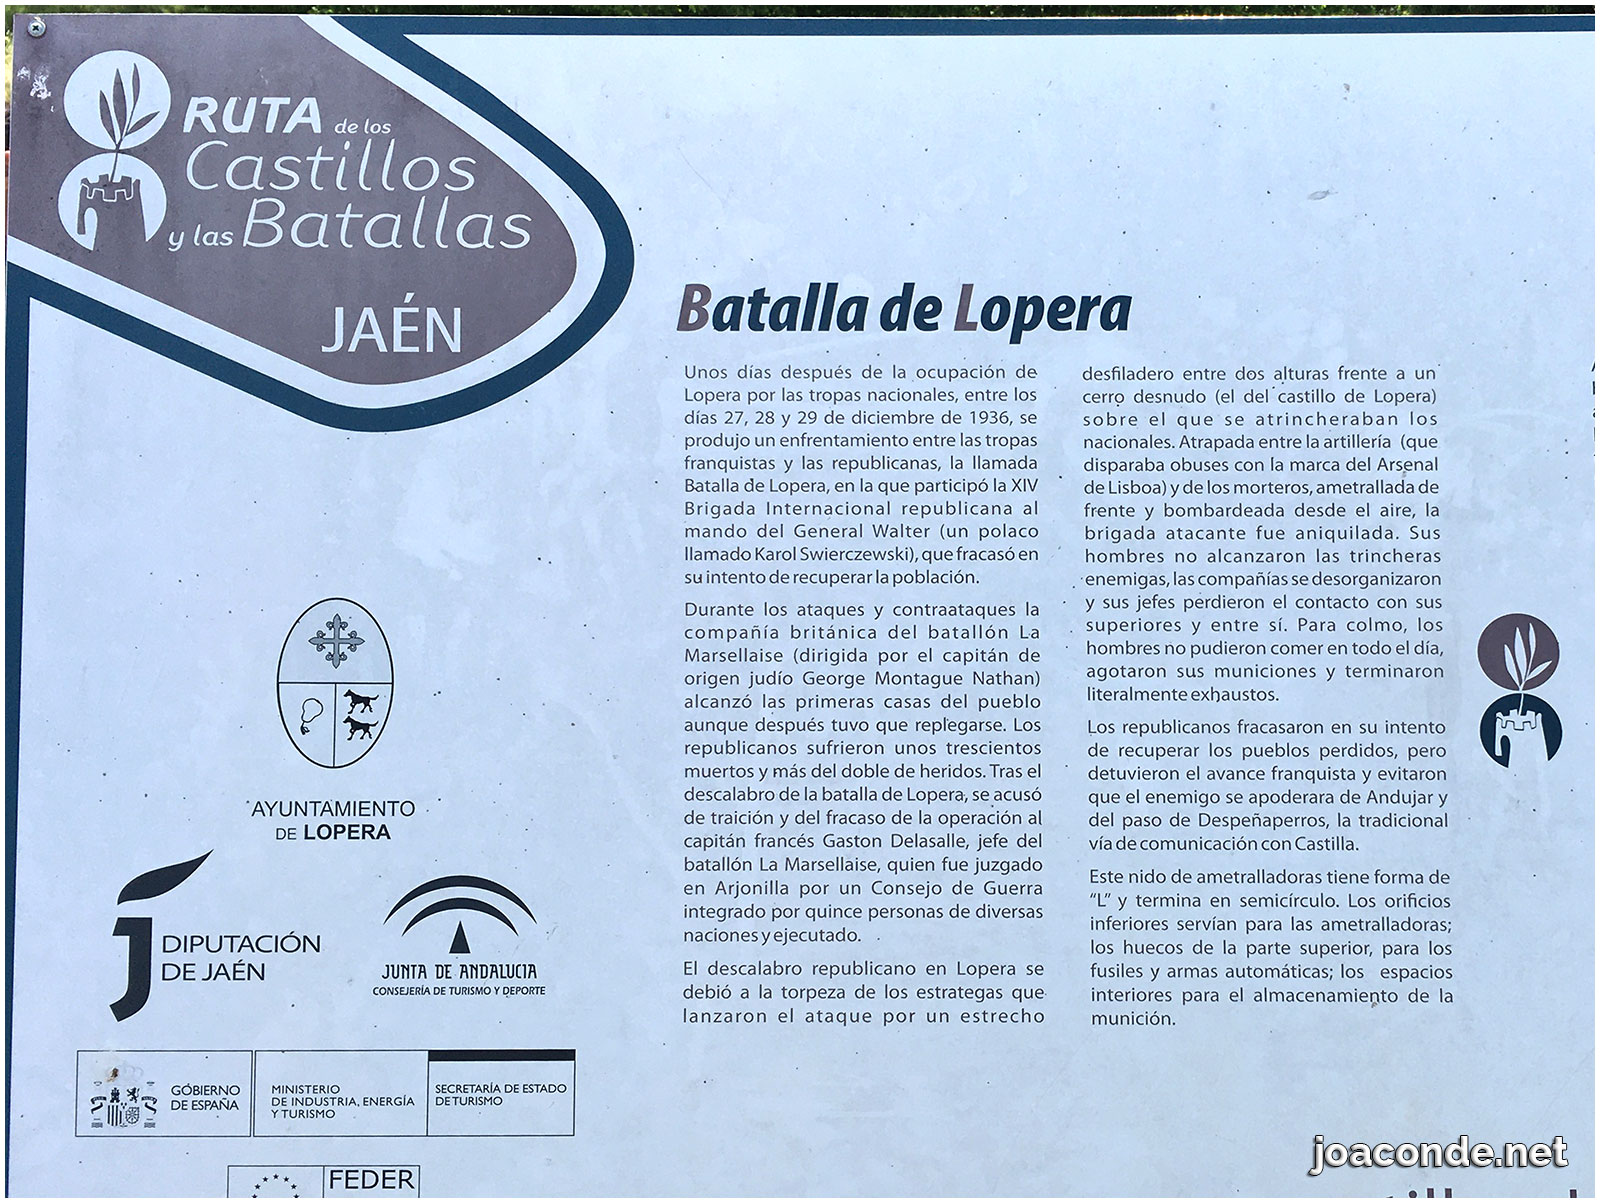 RUTA de los
Castillos
y las Batallas
JAÉN
Batalla de Lopera
Unos días después de la ocupación de
Lopera por las tropas nacionales, entre los
días 27, 28 y 29 de diciembre de 1936, se
produjo un enfrentamiento entre las tropas
franquistas y las republicanas, la llamada
Batalla de Lopera, en la que participó la XIV
Brigada Internacional republicana al
mando del General Walter (un polaco
llamado Karol Swierczewski), que fracasó en
su intento de recuperar la población.
Durante los ataques y contraataques la
compañía británica del batallón La
Marsellaise (dirigida por el capitán de
origen judío George Montague Nathan)
alcanzó las primeras casas del pueblo
aunque después tuvo que replegarse. Los
republicanos sufrieron unos trescientos
muertos y más del doble de heridos. Tras el
descalabro de la batalla de Lopera, se acusó
de traición y del fracaso de la operación al
capitán francés Gaston Delasalle, jefe del
batallón La Marsellaise, quien fue juzgado
en Arjonilla por un Consejo de Guerra
integrado por quince personas de diversas
naciones y ejecutado.
El descalabro republicano en Lopera se
debió a la torpeza de los estrategas que
lanzaron el ataque por un estrecho
desfiladero entre dos alturas frente a un
cerro desnudo (el del castillo de Lopera)
sobre el que se atrincheraban los
nacionales. Atrapada entre la artillería (que
disparaba obuses con la marca del Arsenal
de Lisboa) y de los morteros, ametrallada de
frente y bombardeada desde el aire, la
brigada atacante fue aniquilada. Sus
hombres no alcanzaron las trincheras
enemigas, las compañías se desorganizaron
y sus jefes perdieron el contacto con sus
superiores y entre sí. Para colmo, los
hombres no pudieron comer en todo el día,
agotaron sus municiones y terminaron
literalmente exhaustos.
Los republicanos fracasaron en su intento
de recuperar los pueblos perdidos, pero
detuvieron el avance franquista y evitaron
que el enemigo se apoderara de Andujar y
del paso de Despeñaperros, la tradicional
vía de comunicación con Castilla.
Este nido de ametralladoras tiene forma de
“L” y termina en semicírculo. Los orificios
inferiores servían para las ametralladoras;
los huecos de la parte superior, para los
fusiles y armas automáticas; los espacios
interiores para el almacenamiento de la
munición.
AYUNTAMIENTO
DE LOPERA
DIPUTACIÓN
DE JAÉN
JUNTA DE ANDALUCIA
CONSEJERÍA DE TURISMO Y DEPORTE
GOBIERNO
DE ESPAÑA
MINISTERIO
DE INDUSTRIA, ENERGÍA
Y TURISMO
SECRETARÍA DE ESTADO
DE TURISMO
FEDER
joaconde.net